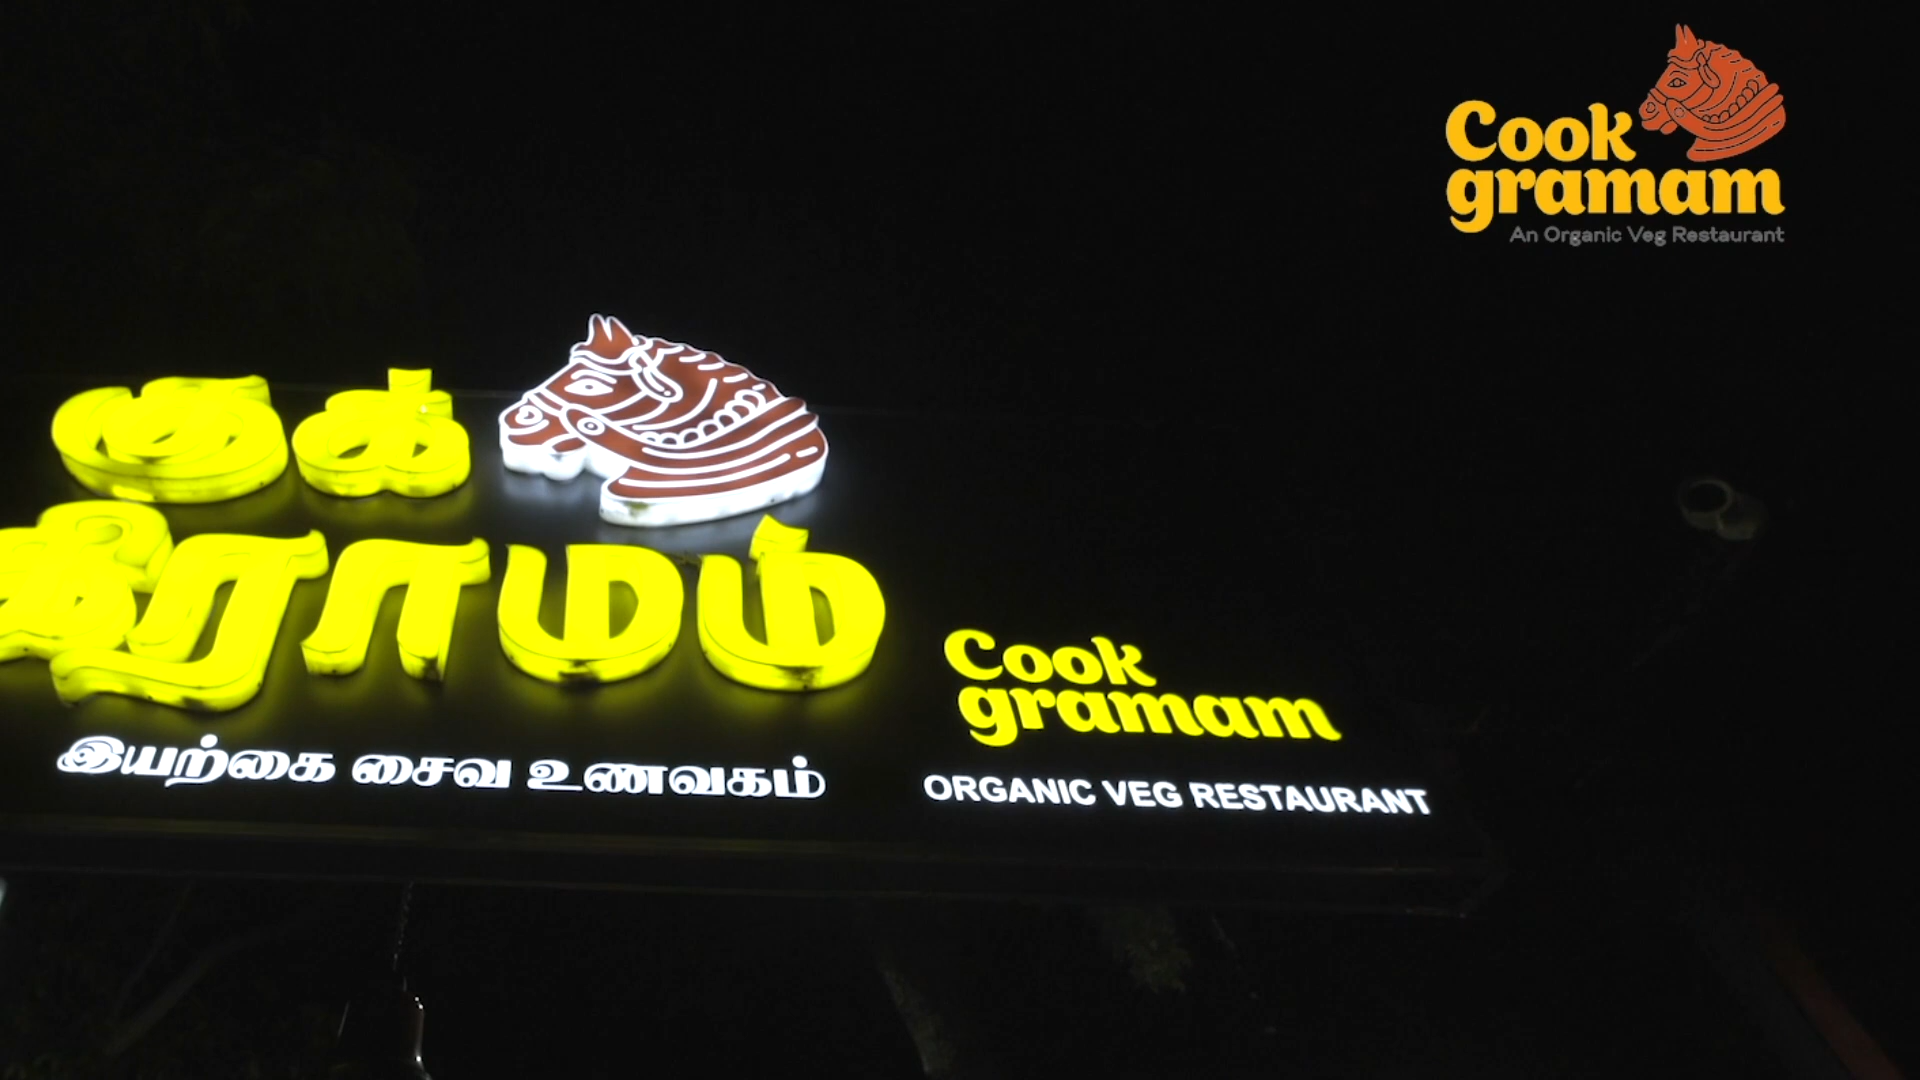 Cook
gramam
An Organic Veg Restaurant
குக்
கிராமம்
இயற்கை சைவ உணவகம்
Cook
gramam
ORGANIC VEG RESTAURANT